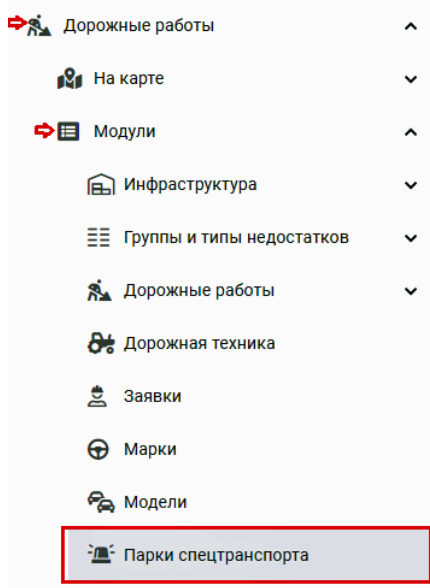 Дорожные работы
На карте
Модули
Инфраструктура
Группы и типы недостатков
Дорожные работы
Дорожная техника
Заявки
Марки
Модели
Парки спецтранспорта